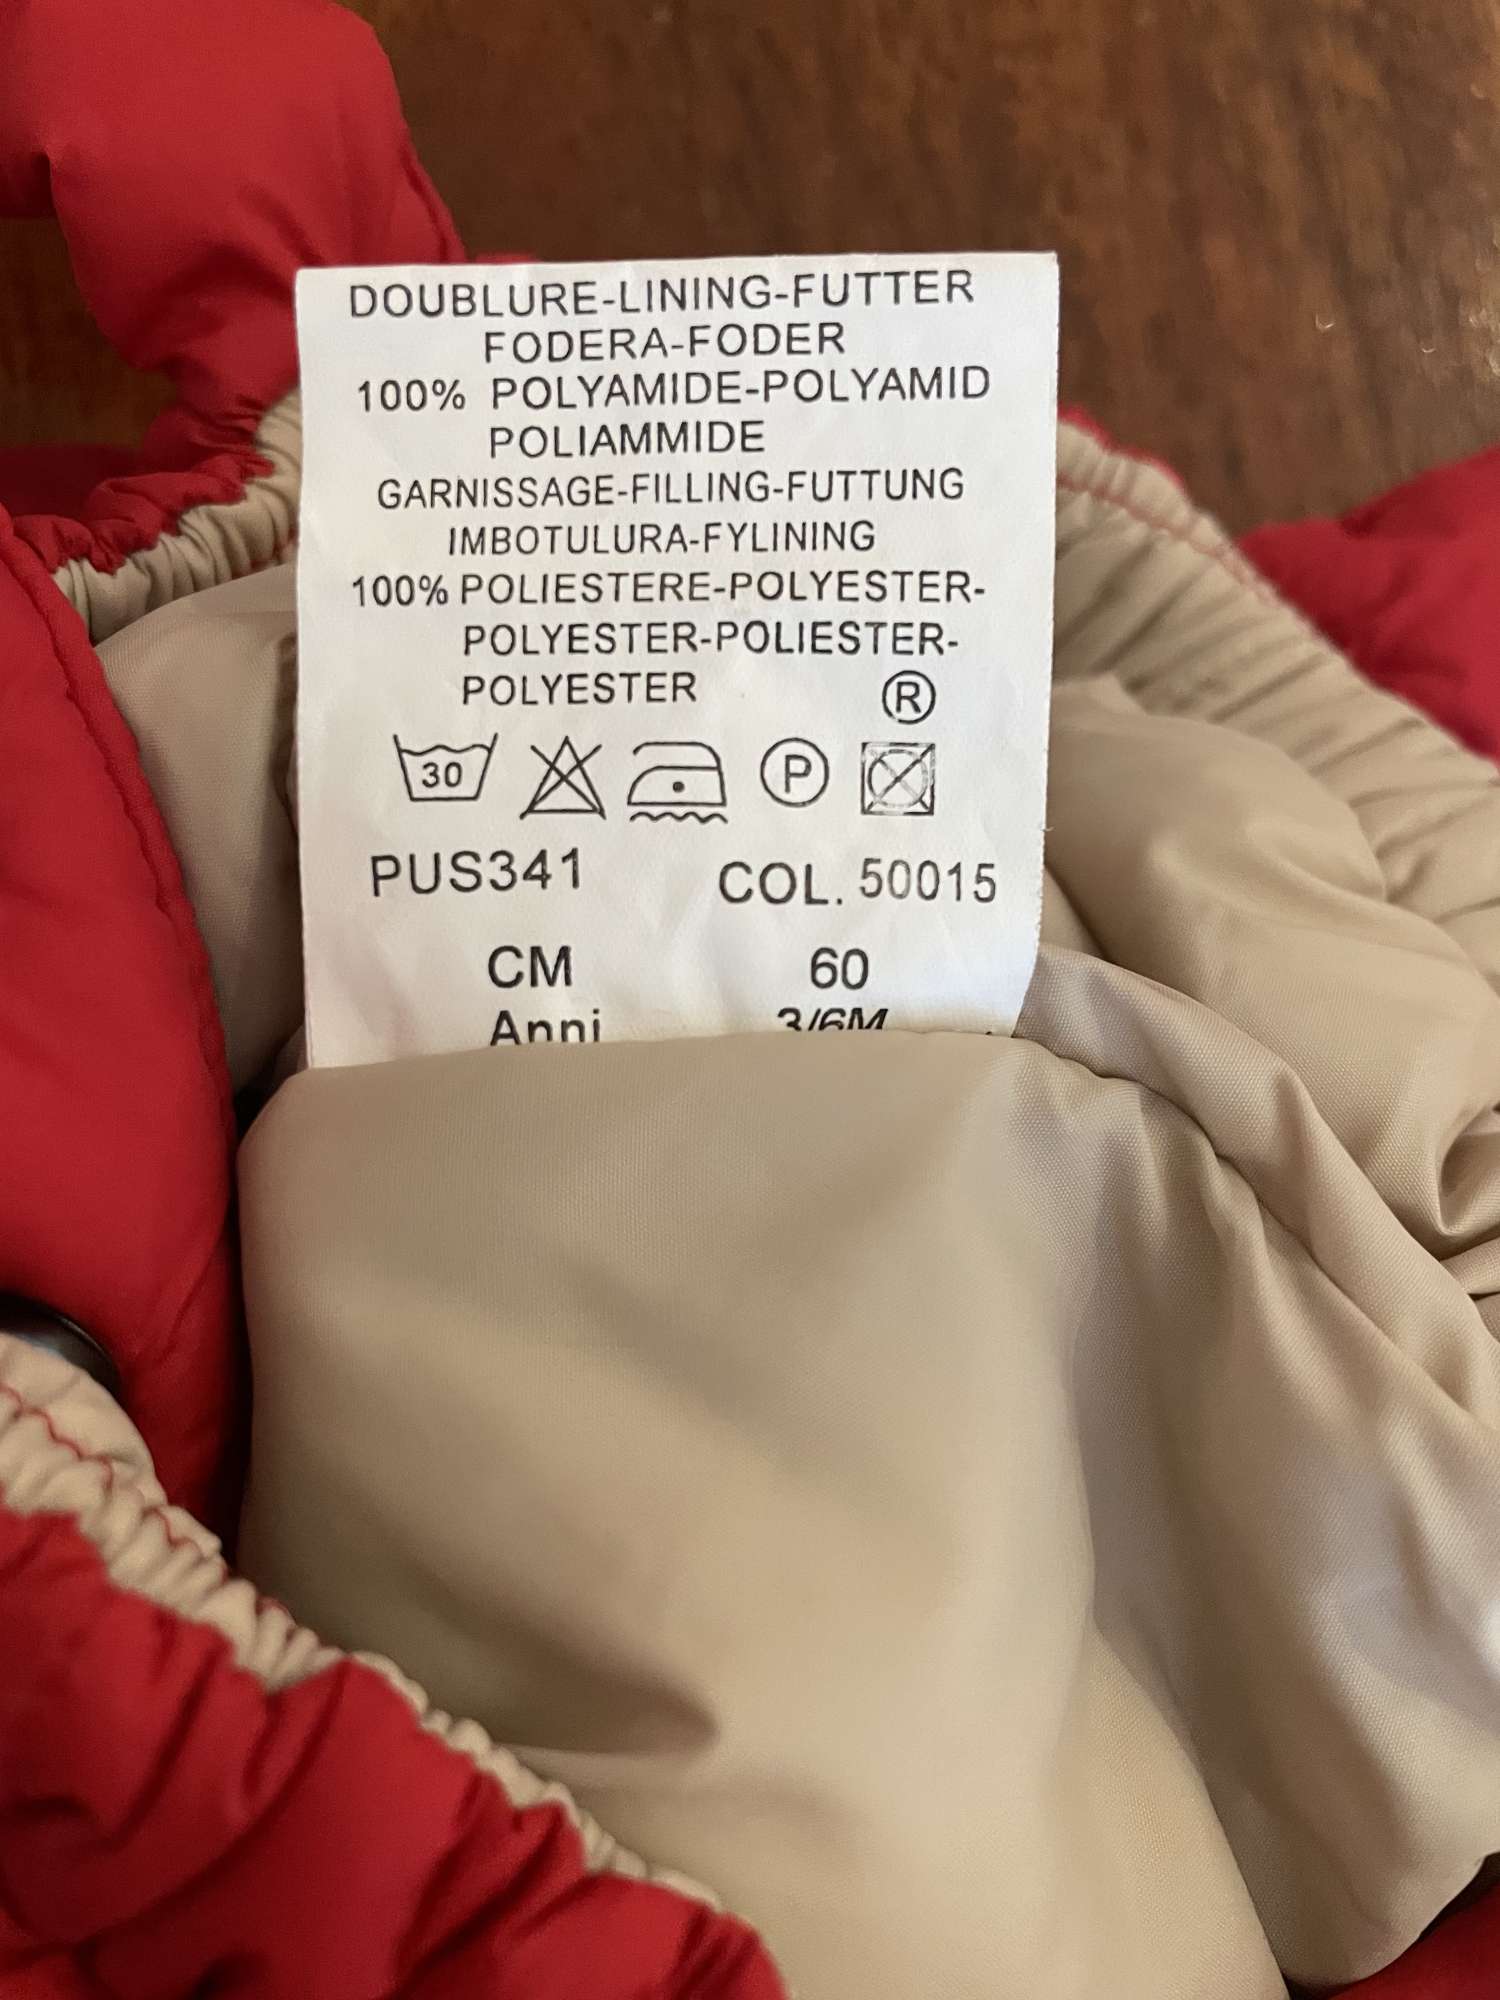 DOUBLURE-LINING-FUTTER
FODERA-FODER
100% POLYAMIDE-POLYAMID
POLIAMMIDE
GARNISSAGE-FILLING-FUTTUNG
IMBOTULURA-FYLINING
100% POLIESTERE-POLYESTER-
POLYESTER-POLIESTER-
POLYESTER
®
30 P
PUS341 COL. 50015
CM 60
Anni 3/6M